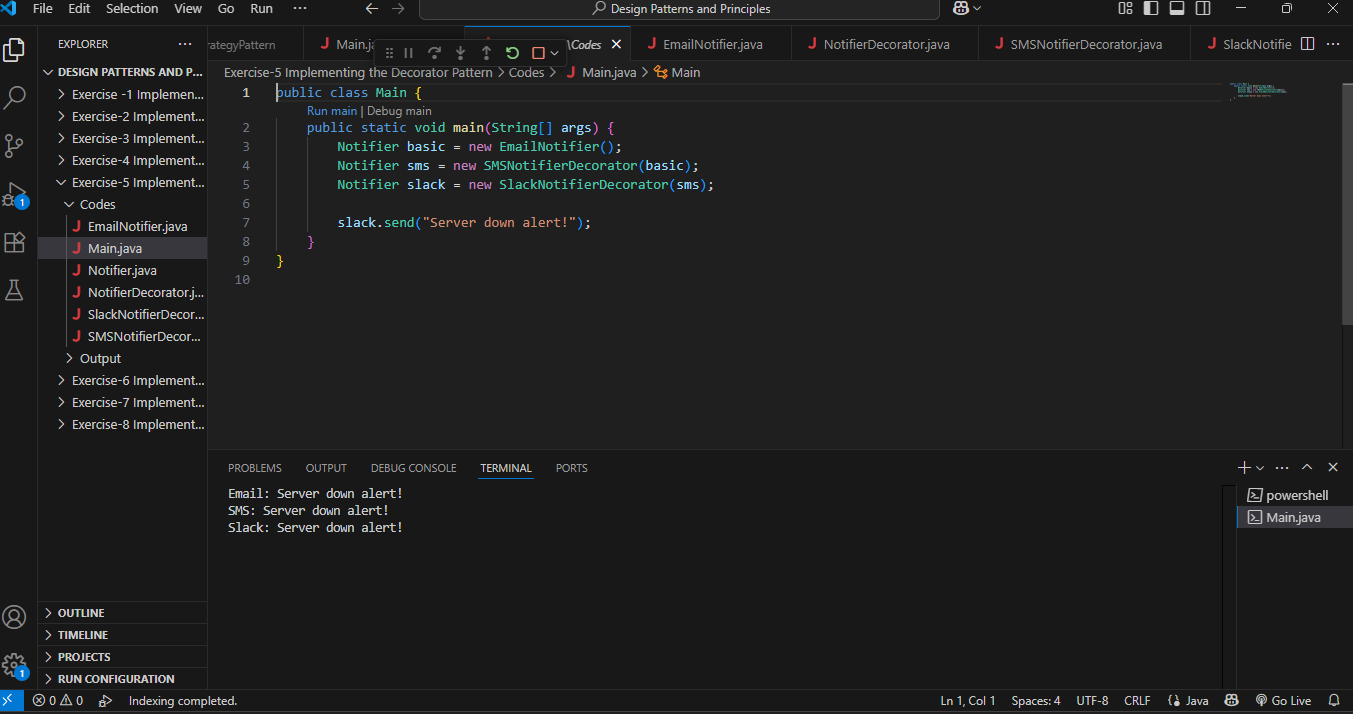 File Edit Selection View Go Run ··· Design Patterns and Principles
EXPLORER ···
DESIGN PATTERNS AND P...
Exercise -1 Implemen...
Exercise-2 Implement...
Exercise-3 Implement...
Exercise-4 Implement...
Exercise-5 Implement...
Codes
EmailNotifier.java
Main.java
Notifier.java
NotifierDecorator.j...
SlackNotifierDecor...
SMSNotifierDecor...
Output
Exercise-6 Implement...
Exercise-7 Implement...
Exercise-8 Implement...
OUTLINE
TIMELINE
PROJECTS
RUN CONFIGURATION
rategyPattern Main.ja \Codes EmailNotifier.java NotifierDecorator.java SMSNotifierDecorator.java SlackNotifie ···
Exercise-5 Implementing the Decorator Pattern > Codes > Main.java > Main
1 public class Main {
Run main | Debug main
2 public static void main(String[] args) {
3 Notifier basic = new EmailNotifier();
4 Notifier sms = new SMSNotifierDecorator(basic);
5 Notifier slack = new SlackNotifierDecorator(sms);
6
7 slack.send("Server down alert!");
8 }
9 }
10
PROBLEMS OUTPUT DEBUG CONSOLE TERMINAL PORTS
Email: Server down alert!
SMS: Server down alert!
Slack: Server down alert!
powershell
Main.java
1
1
0 0 Indexing completed. Ln 1, Col 1 Spaces: 4 UTF-8 CRLF Java Go Live